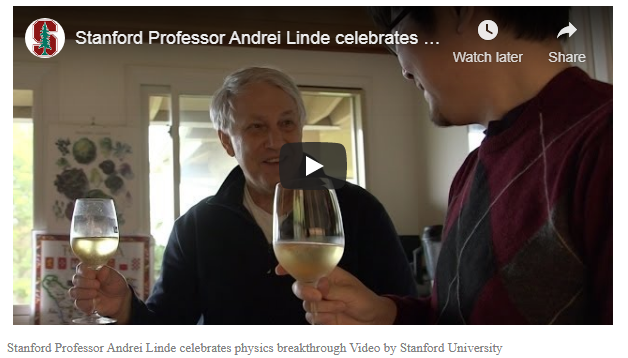 Stanford Professor Andrei Linde celebrates …
Watch later
Share
Stanford Professor Andrei Linde celebrates physics breakthrough Video by Stanford University